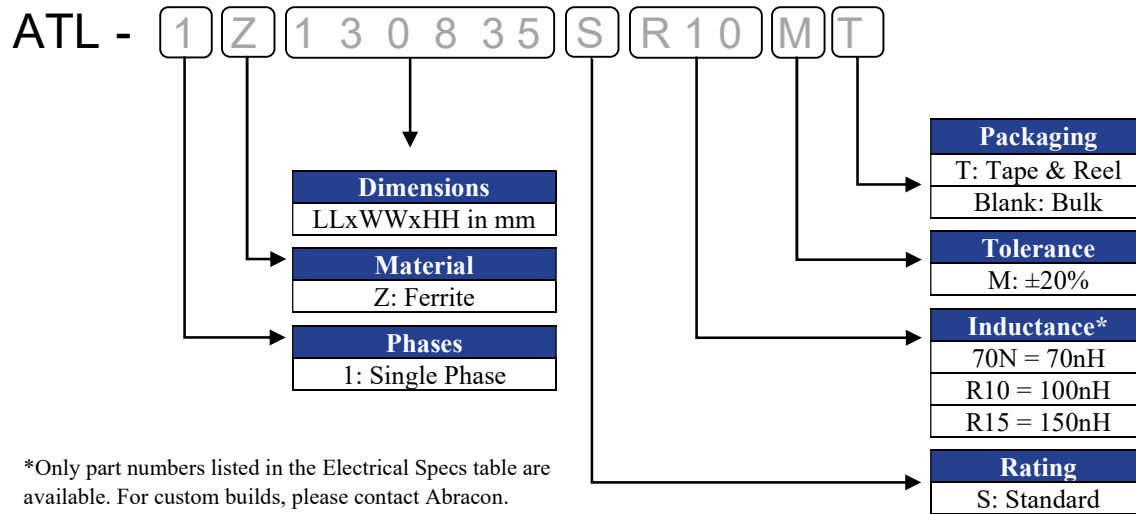 ATL - 1 Z 1 3 0 8 3 5 S R 1 0 M T
Packaging
T: Tape & Reel
Blank: Bulk
Dimensions
LLxWWxHH in mm
Tolerance
M: ±20%
Material
Z: Ferrite
Inductance*
70N = 70nH
R10 = 100nH
R15 = 150nH
Phases
1: Single Phase
Rating
S: Standard
*Only part numbers listed in the Electrical Specs table are
available. For custom builds, please contact Abracon.